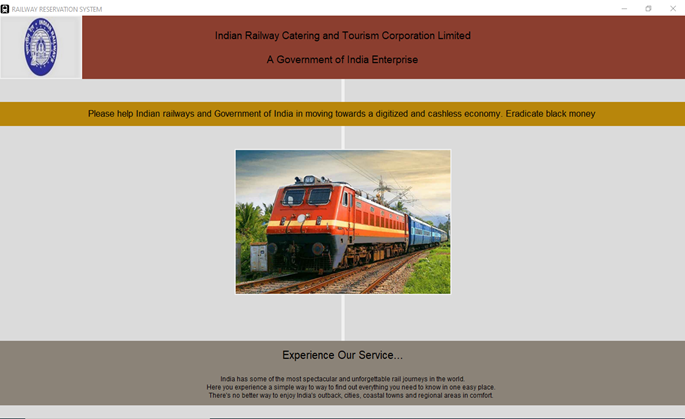 RAILWAY RESERVATION SYSTEM
Indian Railway Catering and Tourism Corporation Limited
A Government of India Enterprise
Please help Indian railways and Government of India in moving towards a digitized and cashless economy. Eradicate black money
Experience Our Service...
India has some of the most spectacular and unforgettable rail journeys in the world.
Here you experience a simple way to way to find out everything you need to know in one easy place.
There's no better way to enjoy India's outback, cities, coastal towns and regional areas in comfort.